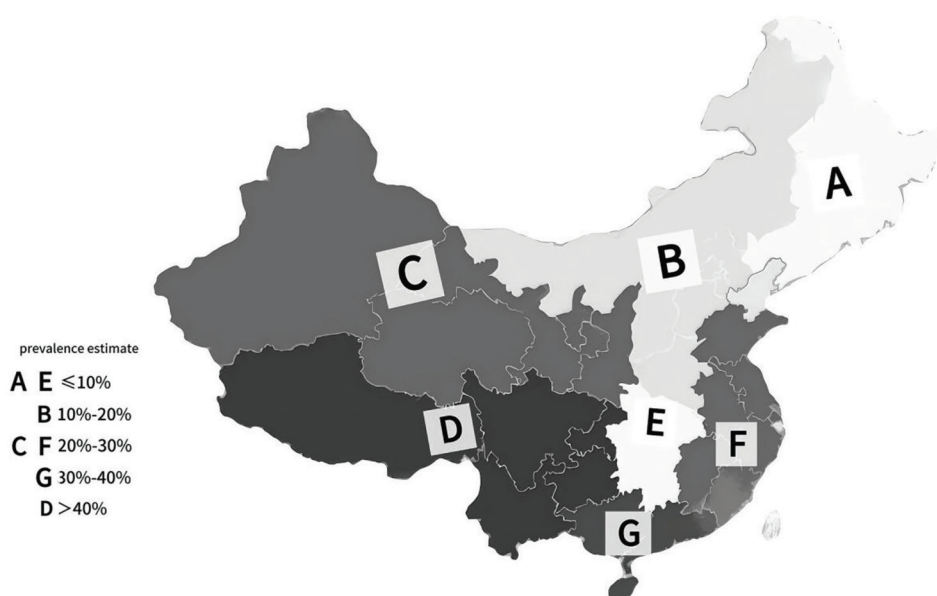 A
B
C
D
E
F
G
prevalence estimate
A E ≤10%
B 10%-20%
C F 20%-30%
G 30%-40%
D >40%